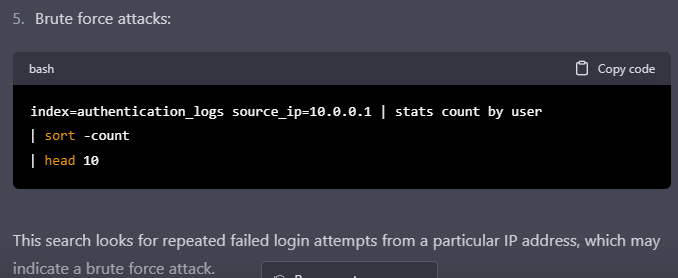 5. Brute force attacks:
bash
Copy code
index=authentication_logs source_ip=10.0.0.1 | stats count by user
| sort -count
| head 10
This search looks for repeated failed login attempts from a particular IP address, which may
indicate a brute force attack.